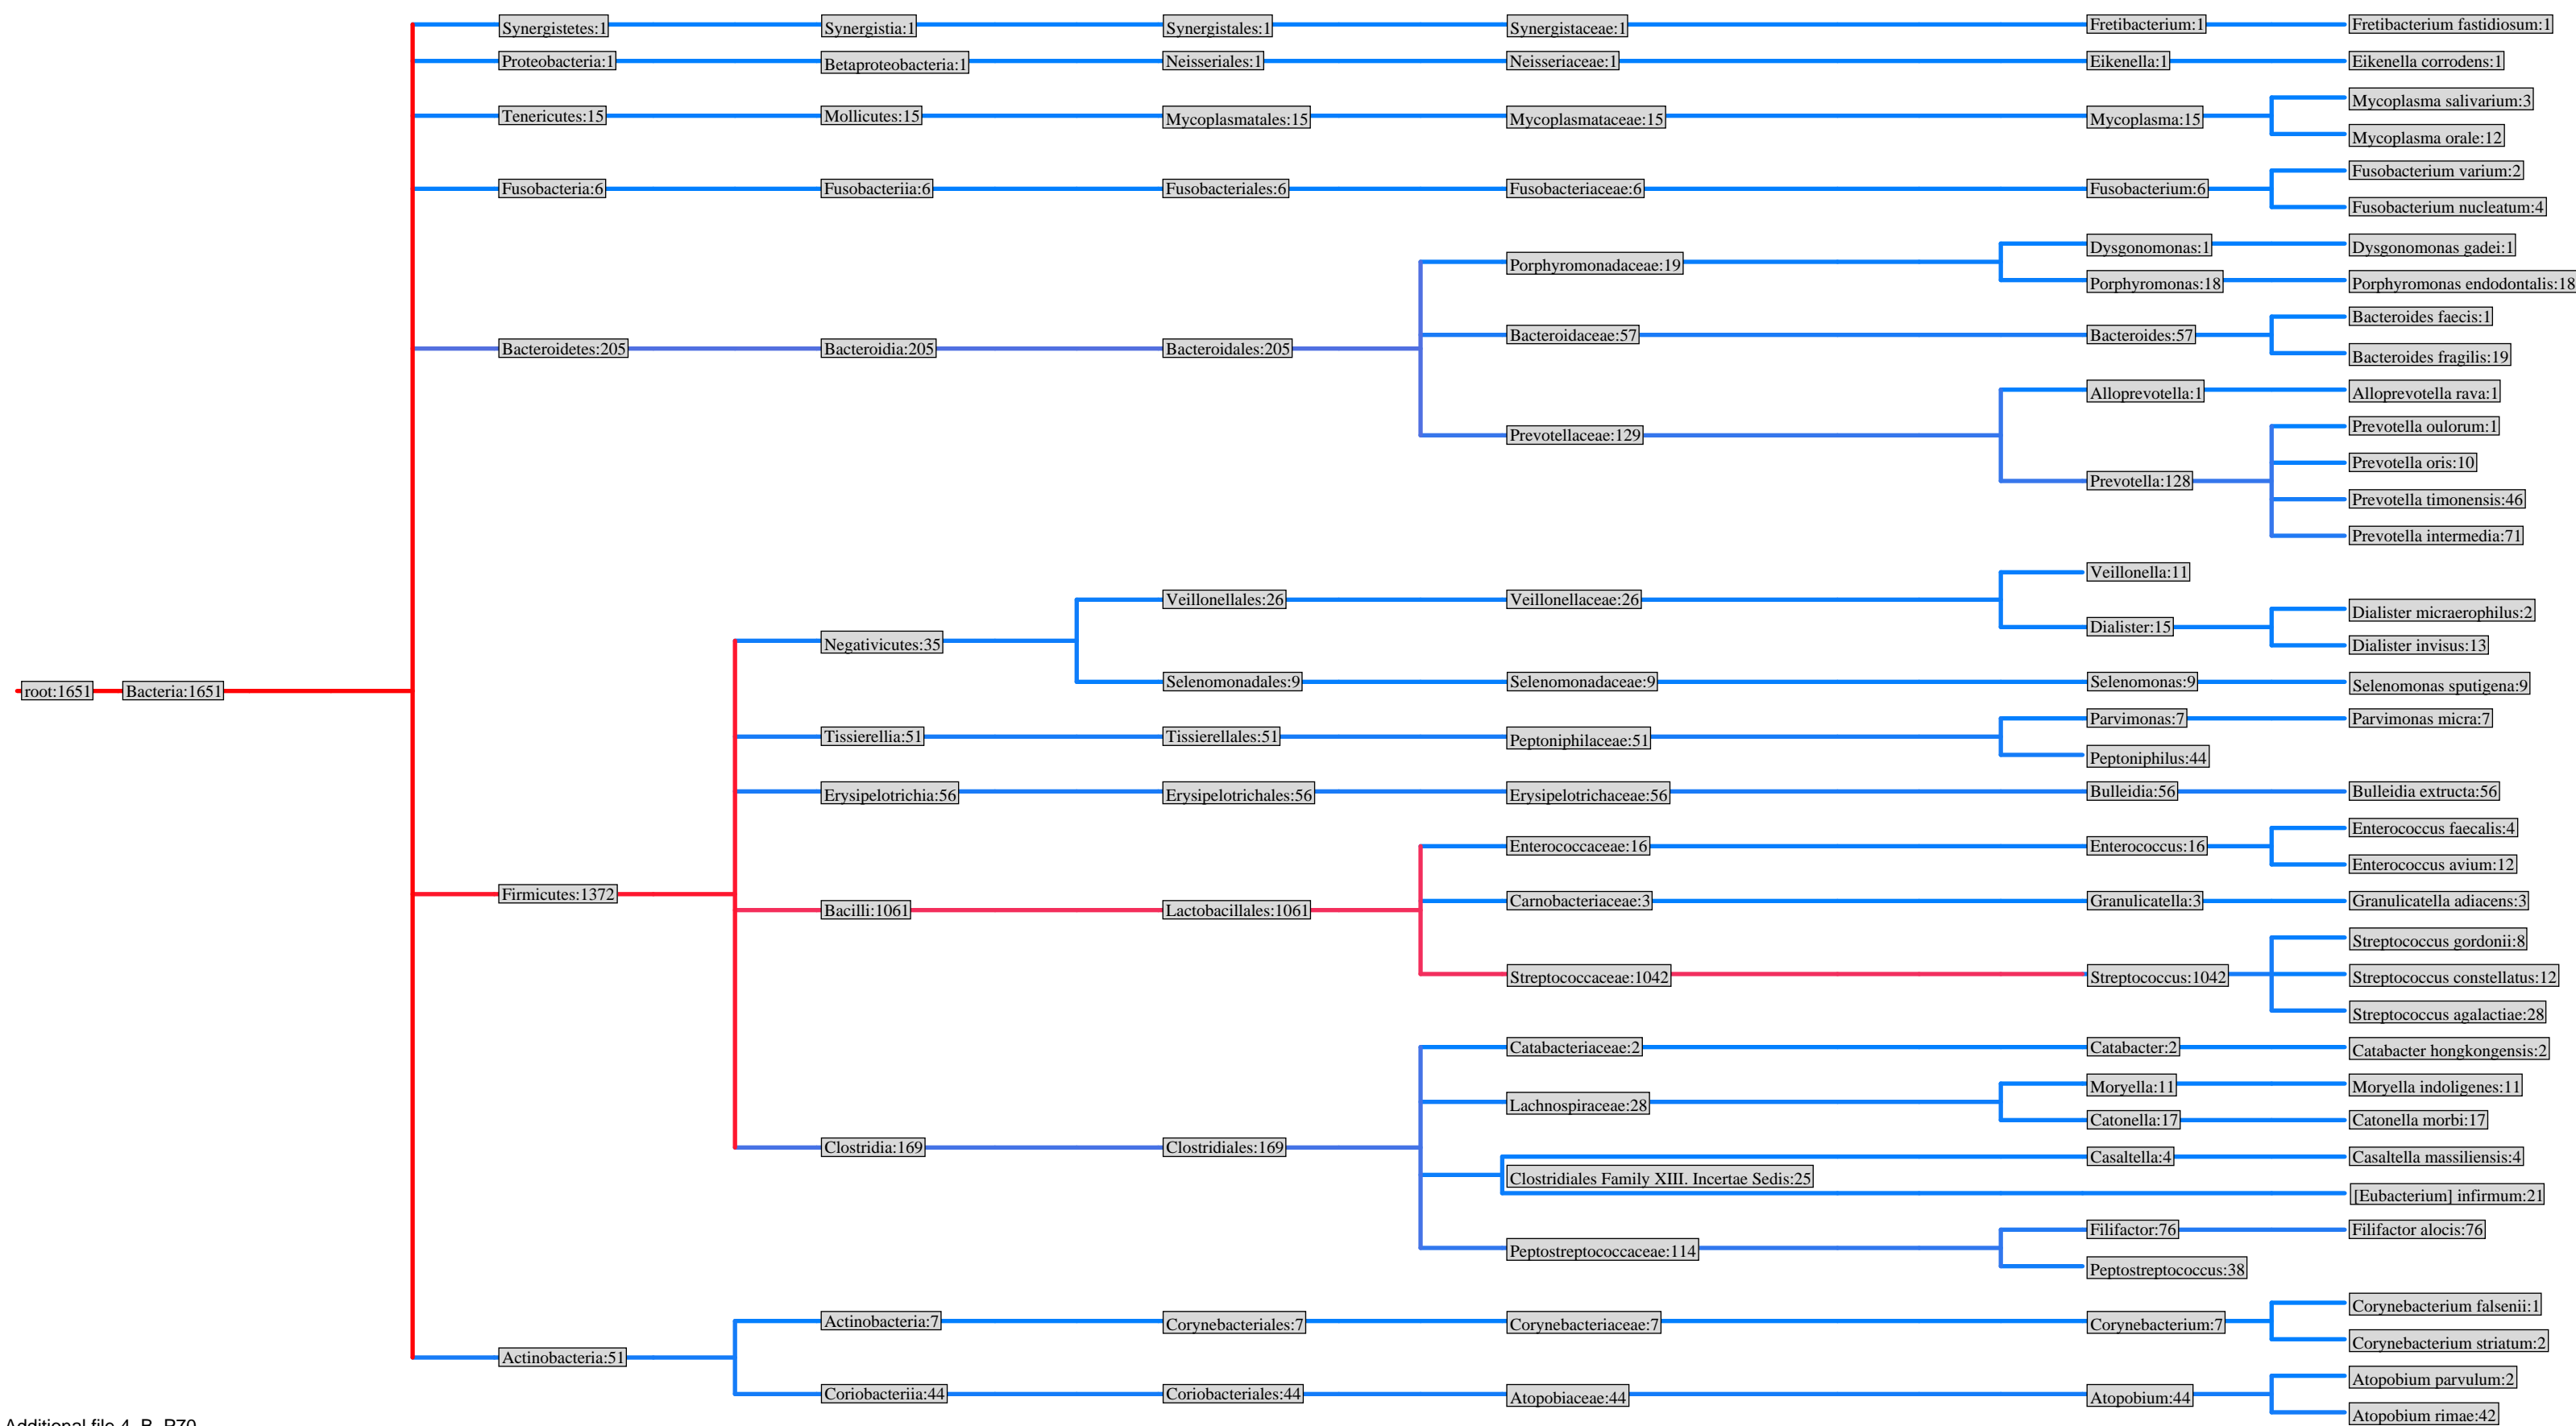 Synergistetes:1 Synergistia:1 Synergistales:1 Synergistaceae:1 Fretibacterium:1 Fretibacterium fastidiosum:1
Proteobacteria:1 Betaproteobacteria:1 Neisseriales:1 Neisseriaceae:1 Eikenella:1 Eikenella corrodens:1
Mycoplasma salivarium:3
Tenericutes:15 Mollicutes:15 Mycoplasmatales:15 Mycoplasmataceae:15 Mycoplasma:15
Mycoplasma orale:12
Fusobacterium varium:2
Fusobacteria:6 Fusobacteriia:6 Fusobacteriales:6 Fusobacteriaceae:6 Fusobacterium:6
Fusobacterium nucleatum:4
Dysgonomonas:1 Dysgonomonas gadei:1
Porphyromonadaceae:19
Porphyromonas:18 Porphyromonas endodontalis:18
Bacteroides faecis:1
Bacteroidaceae:57 Bacteroides:57
Bacteroidetes:205 Bacteroidia:205 Bacteroidales:205 Bacteroides fragilis:19
Alloprevotella:1 Alloprevotella rava:1
Prevotella oulorum:1
Prevotellaceae:129
Prevotella oris:10
Prevotella:128
Prevotella timonensis:46
Prevotella intermedia:71
Veillonella:11
Veillonellales:26 Veillonellaceae:26
Dialister micraerophilus:2
Dialister:15
Negativicutes:35 Dialister invisus:13
Selenomonadales:9 Selenomonadaceae:9 Selenomonas:9 Selenomonas sputigena:9
root:1651 Bacteria:1651
Parvimonas:7 Parvimonas micra:7
Tissierellia:51 Tissierellales:51 Peptoniphilaceae:51
Peptoniphilus:44
Erysipelotrichia:56 Erysipelotrichales:56 Erysipelotrichaceae:56 Bulleidia:56 Bulleidia extructa:56
Enterococcus faecalis:4
Enterococcaceae:16 Enterococcus:16
Enterococcus avium:12
Firmicutes:1372
Carnobacteriaceae:3 Granulicatella:3 Granulicatella adiacens:3
Bacilli:1061 Lactobacillales:1061
Streptococcus gordonii:8
Streptococcaceae:1042 Streptococcus:1042 Streptococcus constellatus:12
Streptococcus agalactiae:28
Catabacteriaceae:2 Catabacter:2 Catabacter hongkongensis:2
Moryella:11 Moryella indoligenes:11
Lachnospiraceae:28
Catonella:17 Catonella morbi:17
Clostridia:169 Clostridiales:169
Casaltella:4 Casaltella massiliensis:4
Clostridiales Family XIII. Incertae Sedis:25
[Eubacterium] infirmum:21
Filifactor:76 Filifactor alocis:76
Peptostreptococcaceae:114
Peptostreptococcus:38
Corynebacterium falsenii:1
Actinobacteria:7 Corynebacteriales:7 Corynebacteriaceae:7 Corynebacterium:7
Corynebacterium striatum:2
Actinobacteria:51
Atopobium parvulum:2
Coriobacteriia:44 Coriobacteriales:44 Atopobiaceae:44 Atopobium:44
Atopobium rimae:42